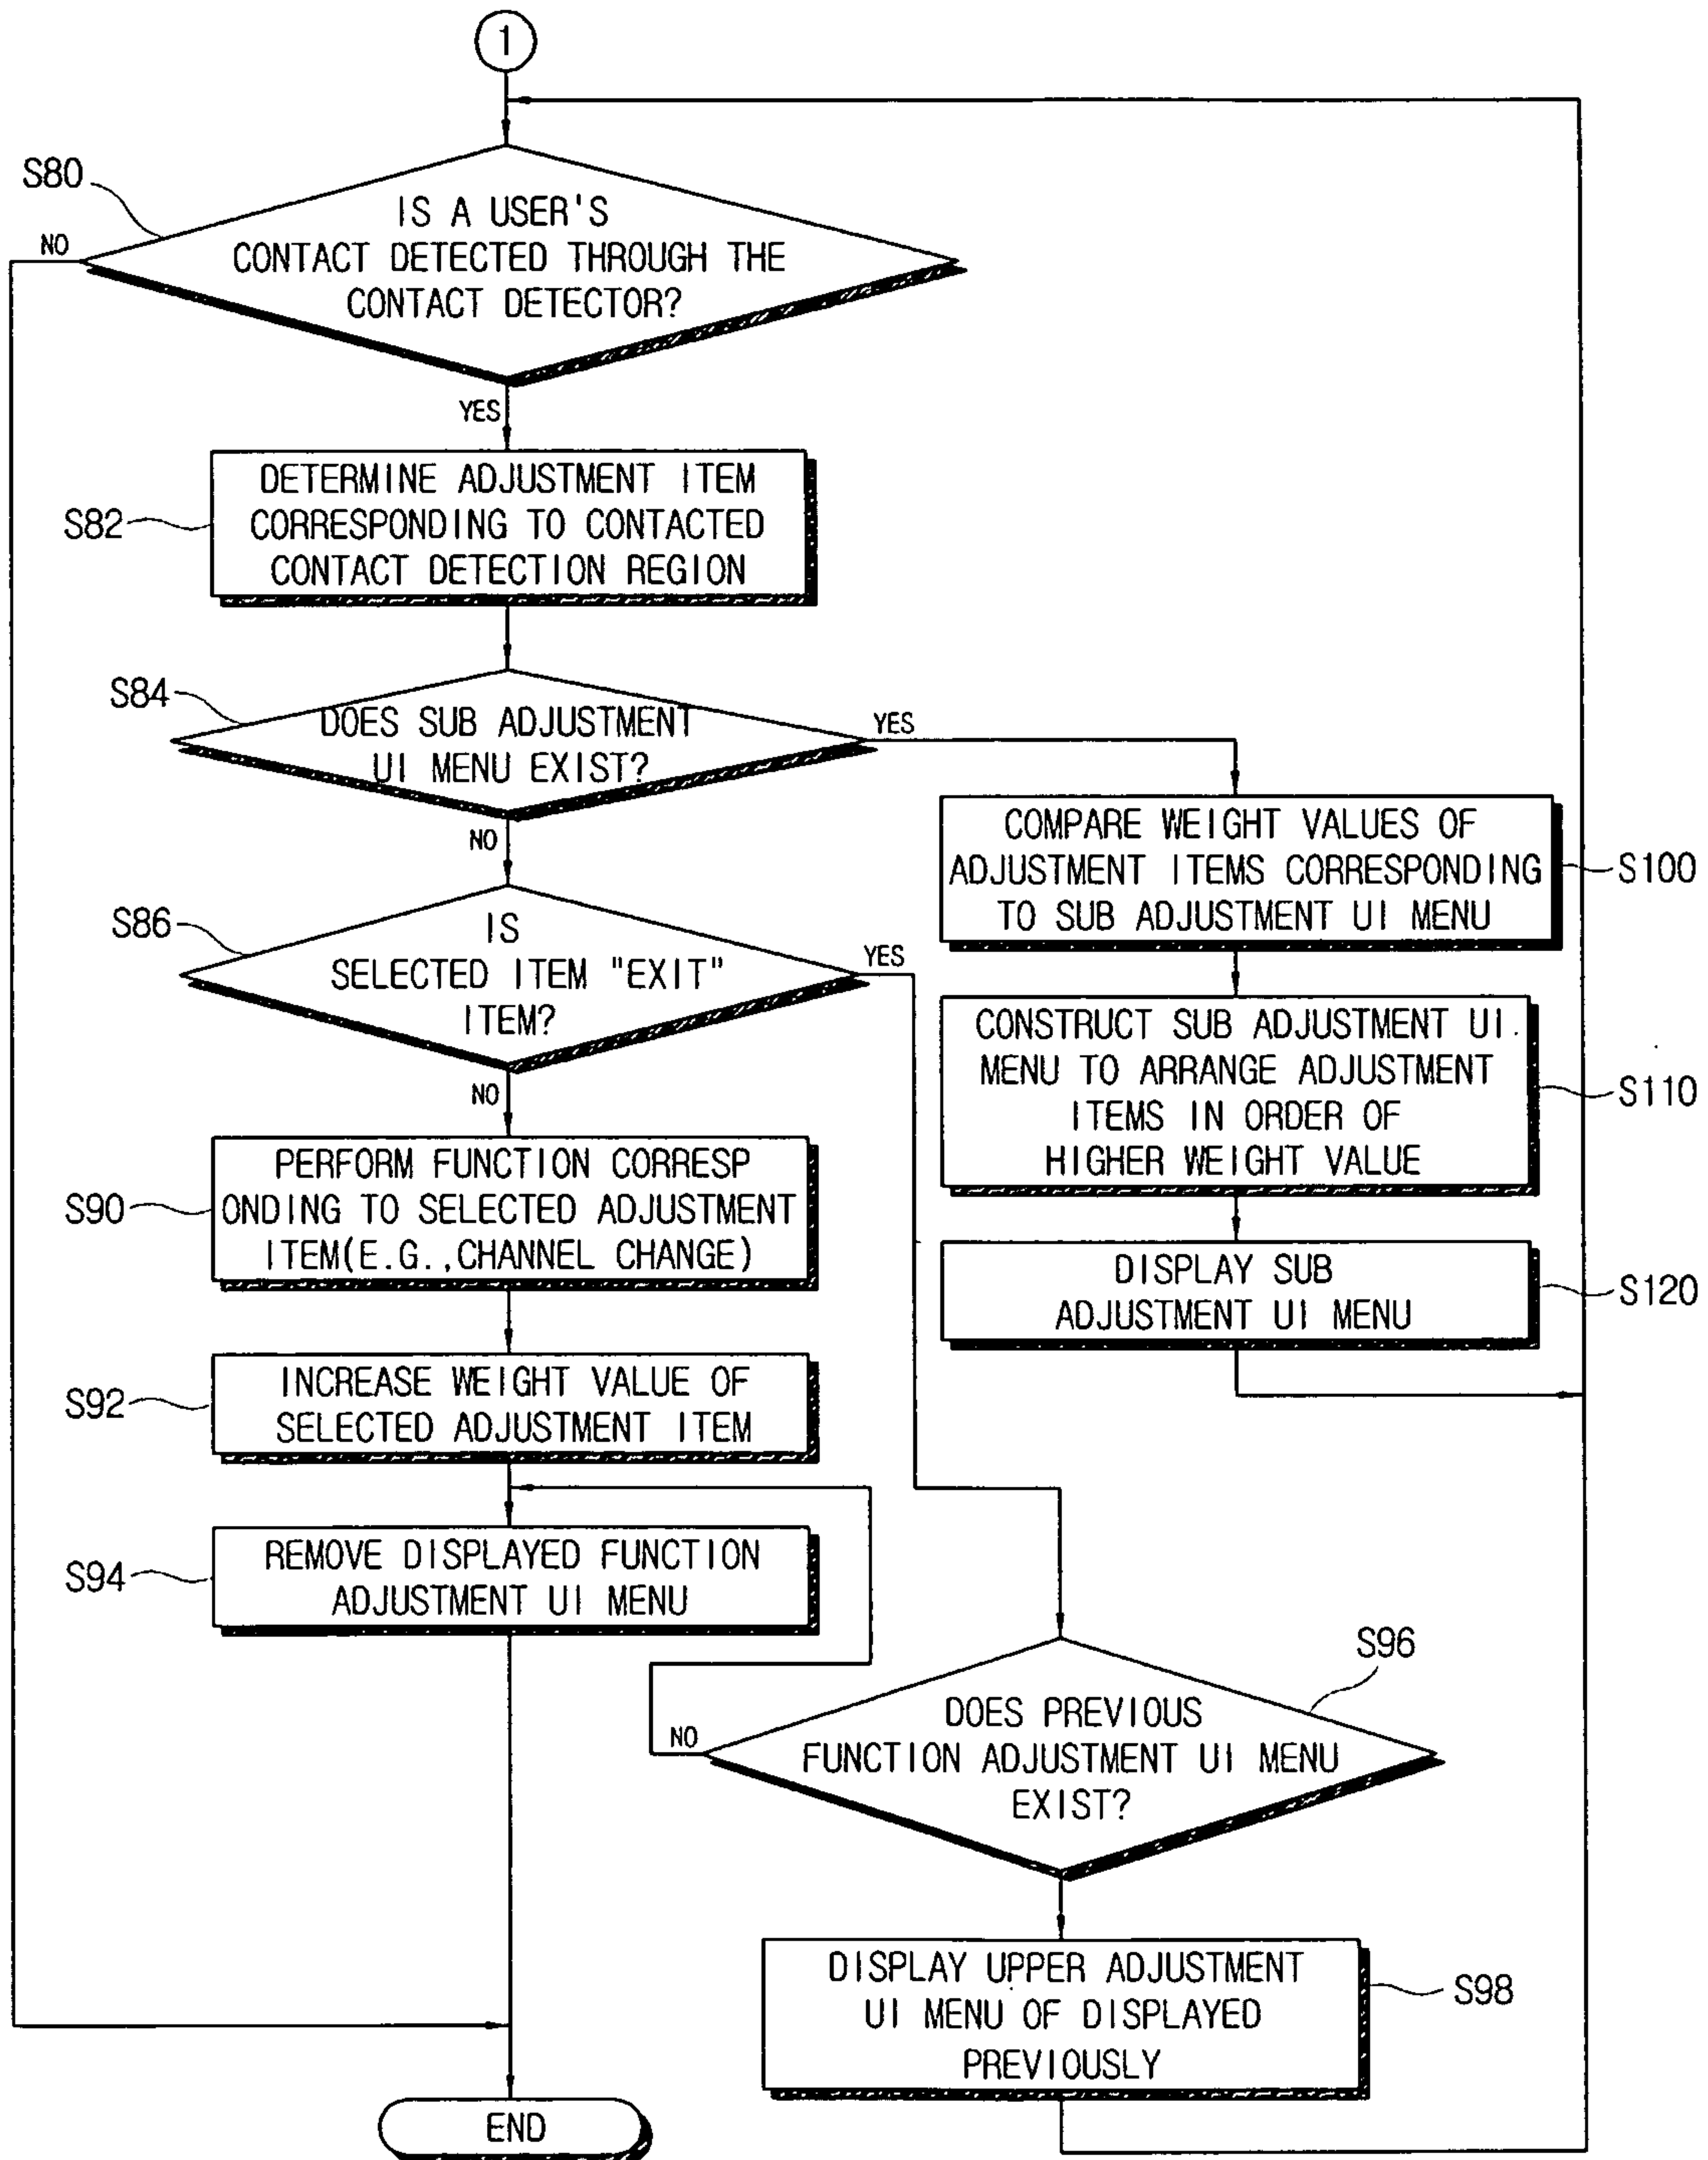 1
S80
NO
IS A USER'S
CONTACT DETECTED THROUGH THE
CONTACT DETECTOR?
YES
S82
DETERMINE ADJUSTMENT ITEM
CORRESPONDING TO CONTACTED
CONTACT DETECTION REGION
S84
DOES SUB ADJUSTMENT
UI MENU EXIST?
YES
NO
COMPARE WEIGHT VALUES OF
ADJUSTMENT ITEMS CORRESPONDING
TO SUB ADJUSTMENT UI MENU
S100
S86
IS
SELECTED ITEM "EXIT"
ITEM?
YES
NO
CONSTRUCT SUB ADJUSTMENT UI
MENU TO ARRANGE ADJUSTMENT
ITEMS IN ORDER OF
HIGHER WEIGHT VALUE
S110
S90
PERFORM FUNCTION CORRESP
ONDING TO SELECTED ADJUSTMENT
ITEM(E.G.,CHANNEL CHANGE)
DISPLAY SUB
ADJUSTMENT UI MENU
S120
S92
INCREASE WEIGHT VALUE OF
SELECTED ADJUSTMENT ITEM
S94
REMOVE DISPLAYED FUNCTION
ADJUSTMENT UI MENU
S96
NO
DOES PREVIOUS
FUNCTION ADJUSTMENT UI MENU
EXIST?
DISPLAY UPPER ADJUSTMENT
UI MENU OF DISPLAYED
PREVIOUSLY
S98
END